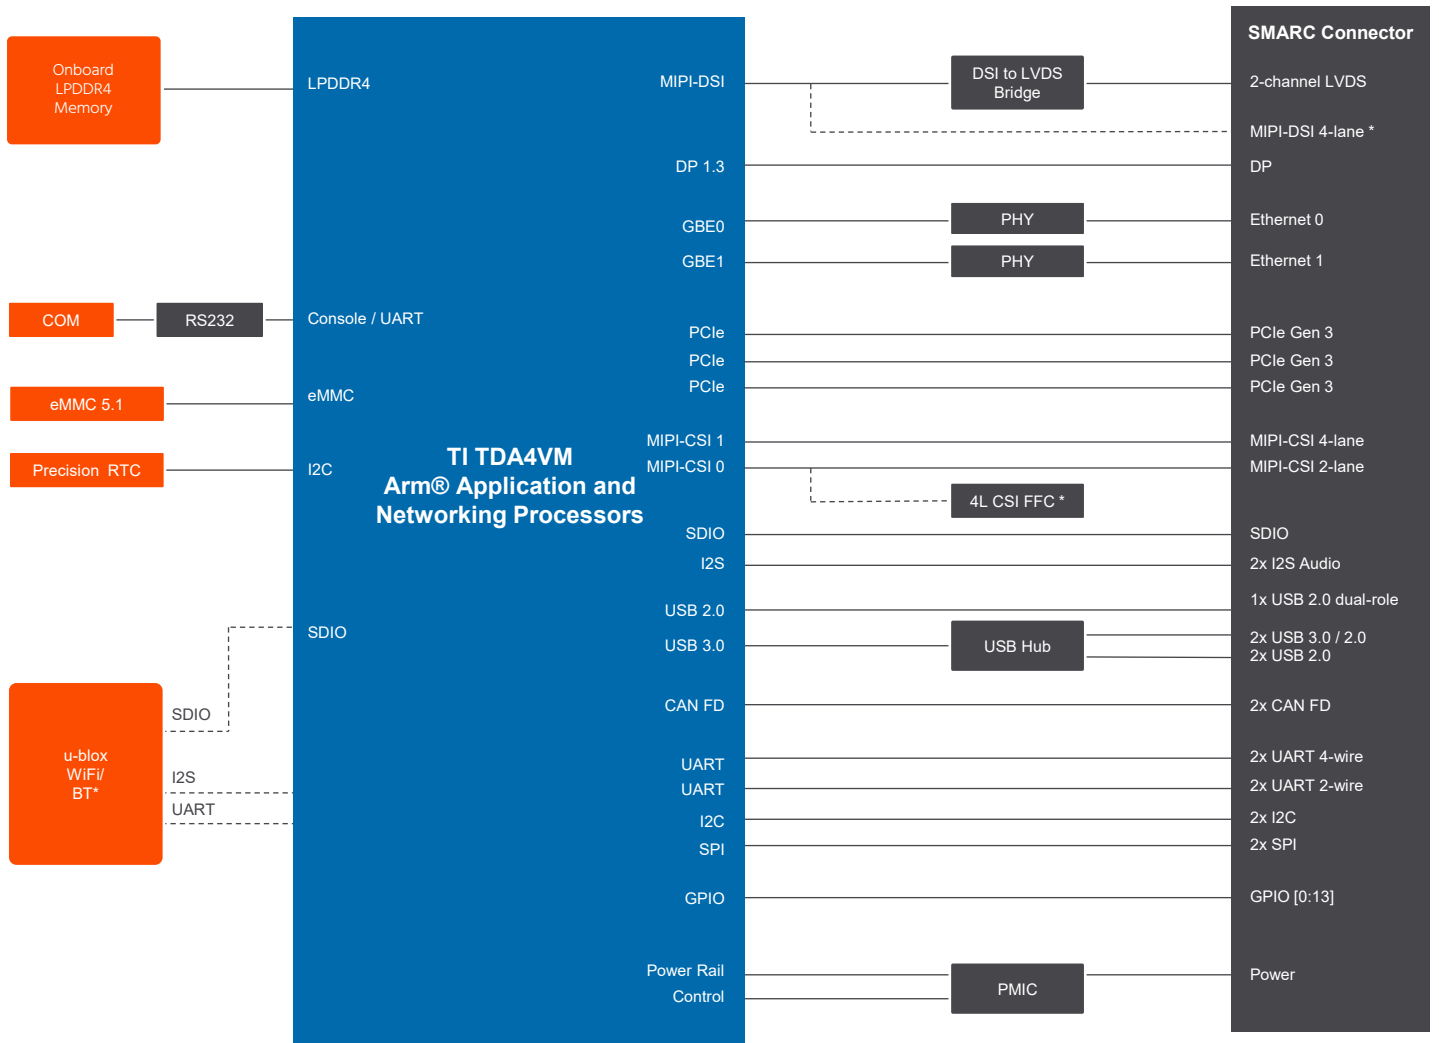 SMARC Connector
Onboard
LPDDR4
Memory
LPDDR4
MIPI-DSI
DSI to LVDS
Bridge
2-channel LVDS
MIPI-DSI 4-lane *
DP 1.3
DP
GBE0
PHY
Ethernet 0
GBE1
PHY
Ethernet 1
COM
RS232
Console / UART
PCIe
PCIe Gen 3
PCIe
PCIe Gen 3
PCIe
PCIe Gen 3
eMMC 5.1
eMMC
MIPI-CSI 1
MIPI-CSI 4-lane
Precision RTC
I2C
TI TDA4VM
Arm® Application and
Networking Processors
MIPI-CSI 0
MIPI-CSI 2-lane
4L CSI FFC *
SDIO
SDIO
I2S
2x I2S Audio
USB 2.0
1x USB 2.0 dual-role
SDIO
USB 3.0
USB Hub
2x USB 3.0 / 2.0
2x USB 2.0
CAN FD
2x CAN FD
u-blox
WiFi/
BT*
SDIO
I2S
UART
UART
2x UART 4-wire
UART
2x UART 2-wire
I2C
2x I2C
SPI
2x SPI
GPIO
GPIO [0:13]
Power Rail
Control
PMIC
Power